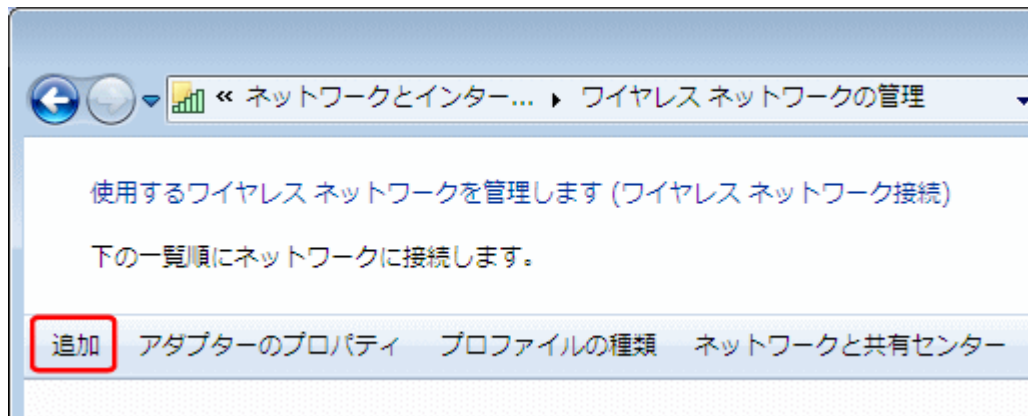 « ネットワークとインター... ▸ ワイヤレス ネットワークの管理
使用するワイヤレス ネットワークを管理します (ワイヤレス ネットワーク接続)
下の一覧順にネットワークに接続します。
追加 アダプターのプロパティ プロファイルの種類 ネットワークと共有センター